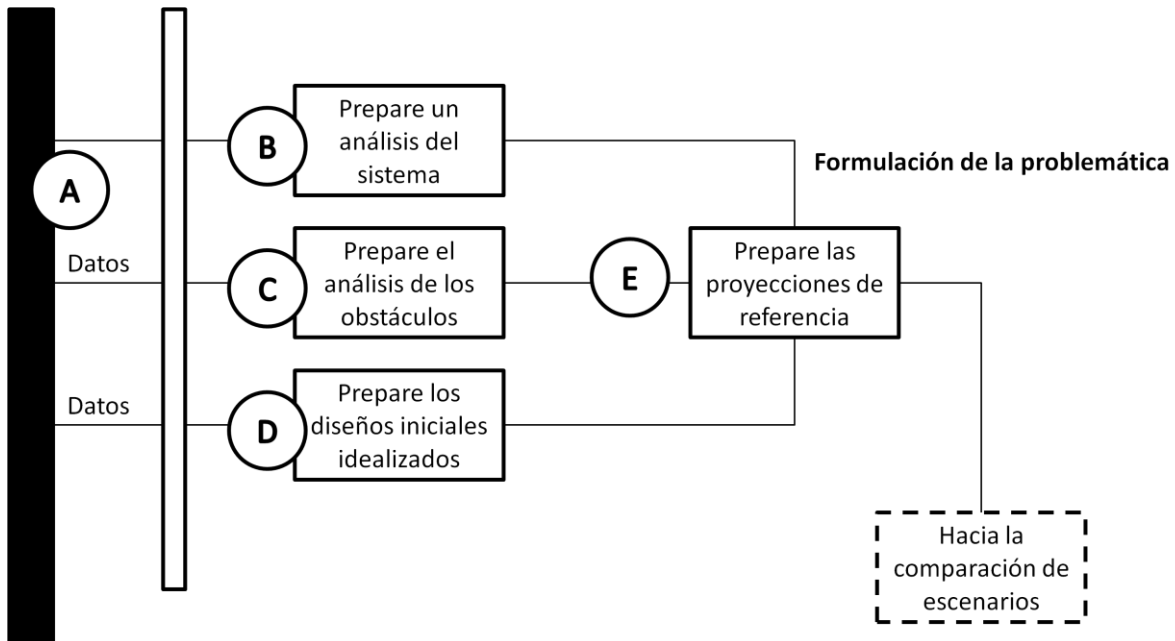 B
Prepare un
análisis del
sistema
Formulación de la problemática
A
Datos
C
Prepare el
análisis de los
obstáculos
E
Prepare las
proyecciones de
referencia
Datos
D
Prepare los
diseños iniciales
idealizados
Hacia la
comparación de
escenarios